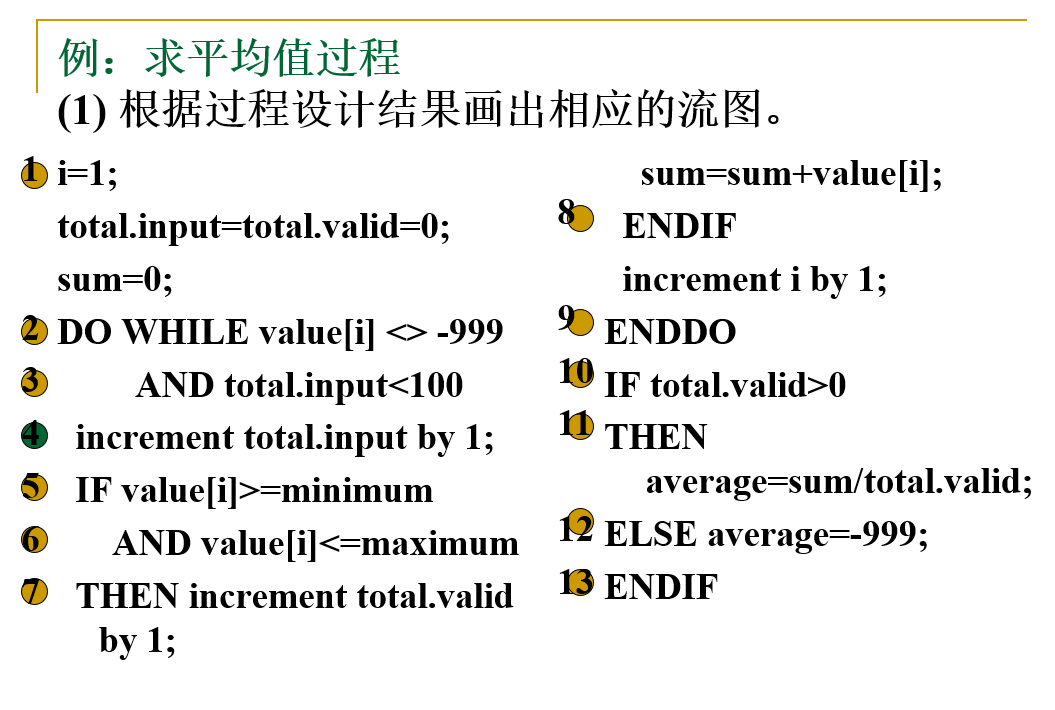 例：求平均值过程
(1) 根据过程设计结果画出相应的流图。
1 i=1;
total.input=total.valid=0;
sum=0;
2 DO WHILE value[i] <> -999
3 AND total.input<100
4 increment total.input by 1;
5 IF value[i]>=minimum
6 AND value[i]<=maximum
7 THEN increment total.valid
by 1;
sum=sum+value[i];
8 ENDIF
increment i by 1;
9 ENDDO
10 IF total.valid>0
11 THEN
average=sum/total.valid;
12 ELSE average=-999;
13 ENDIF